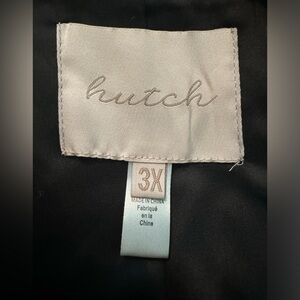 hutch
3X
MADE IN CHINA
Fabriqué
en la
Chine